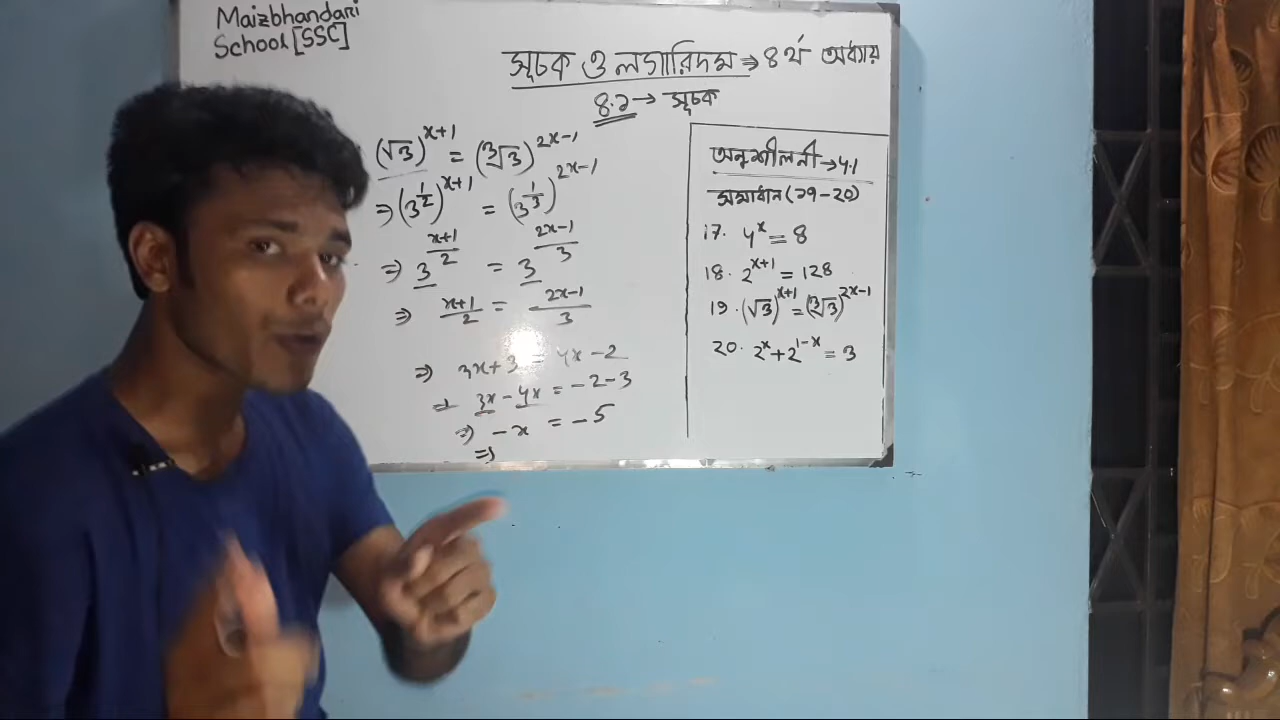 Maizbhandari
School [SSC]
সূচক ও লগারিদম ⇒ ৪র্থ অধ্যায়
৪.১ → সূচক
(√3)^{x+1} = (∛3)^{2x-1}
⇒ (3^{1/2})^{x+1} = (3^{1/3})^{2x-1}
⇒ 3^{(x+1)/2} = 3^{(2x-1)/3}
⇒ (x+1)/2 = (2x-1)/3
⇒ 3x+3 = 4x-2
⇒ 3x - 4x = -2-3
⇒ -x = -5
⇒
অনুশীলনী → 4.1
সমাধান (১৭-২০)
17. 4^x = 8
18. 2^{x+1} = 128
19. (√3)^{x+1} = (∛3)^{2x-1}
20. 2^x + 2^{1-x} = 3